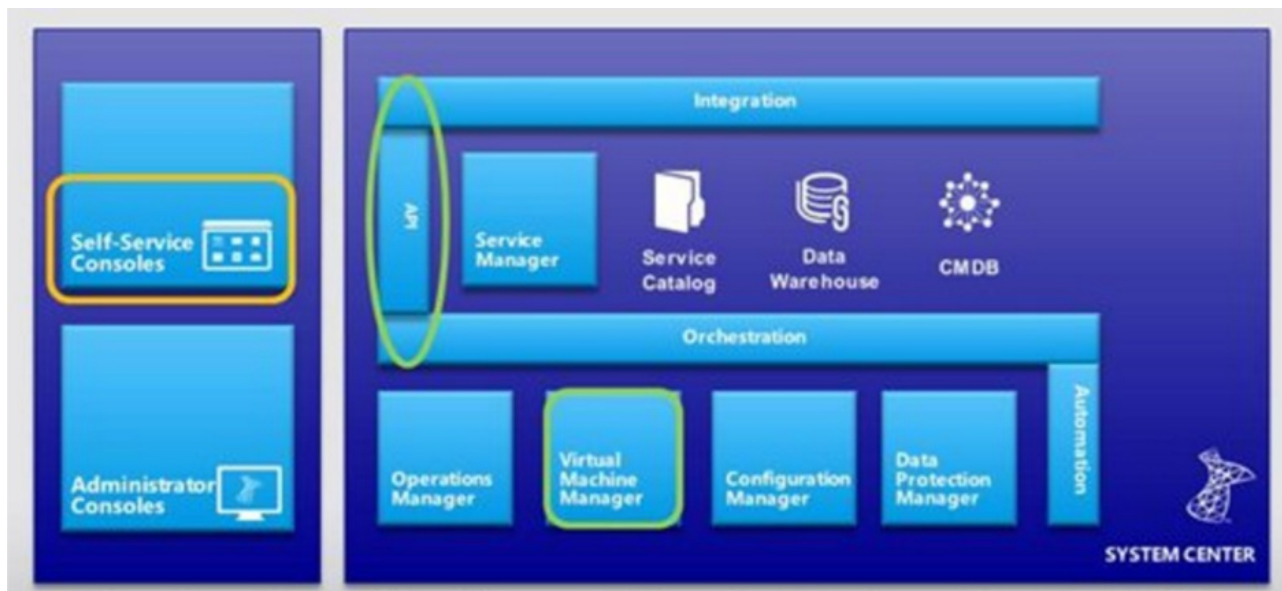 Integration
API
Self-Service
Consoles
Service
Manager
Service
Catalog
Data
Warehouse
CMDB
Orchestration
Administrator
Consoles
Operations
Manager
Virtual
Machine
Manager
Configuration
Manager
Data
Protection
Manager
Automation
SYSTEM CENTER